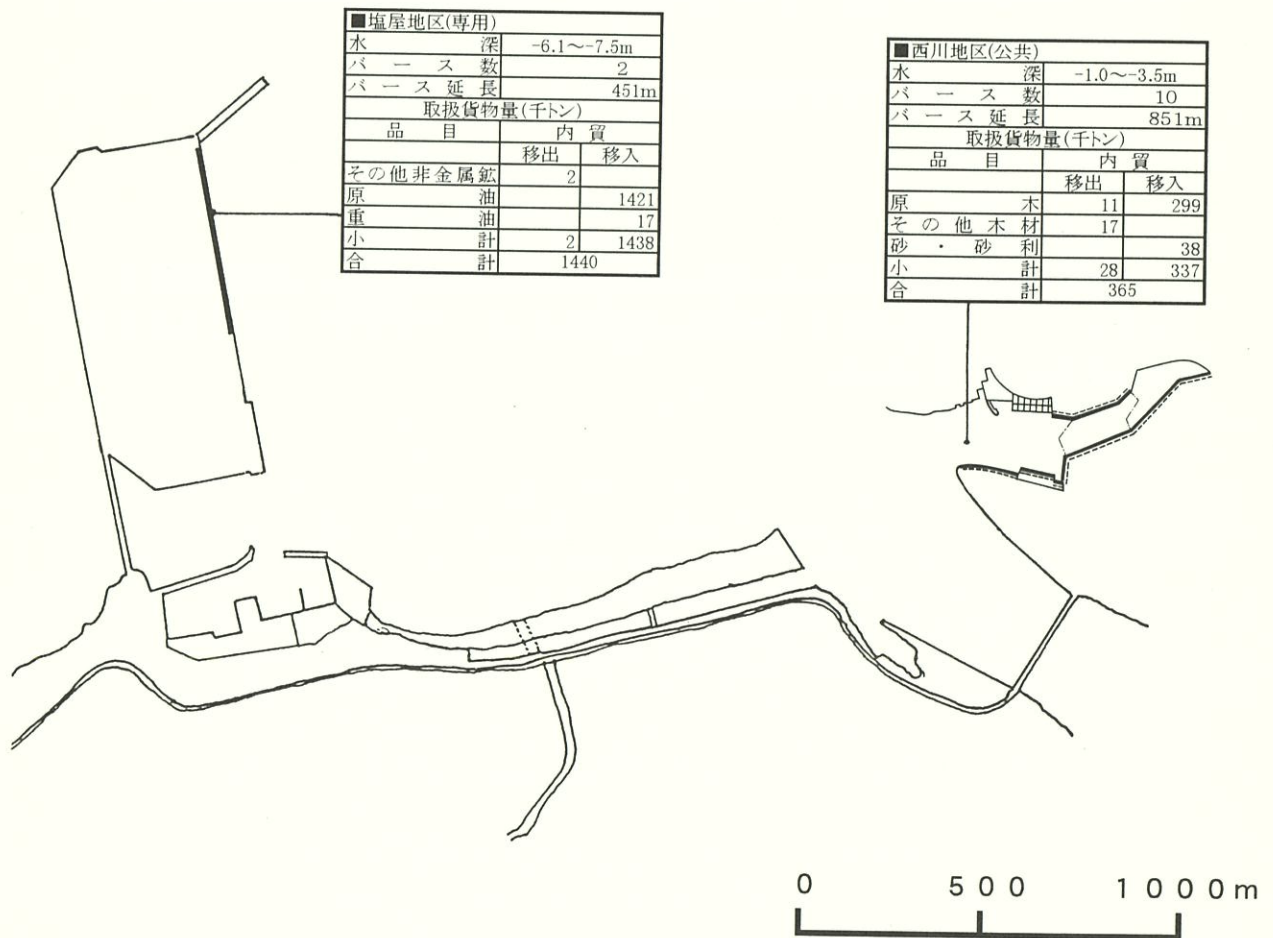 ■塩屋地区(専用)
水深 -6.1～-7.5m
バース数 2
バース延長 451m
取扱貨物量(千トン)
品目 内貿
移出 移入
その他非金属鉱 2
原油 1421
重油 17
小計 2 1438
合計 1440
■西川地区(公共)
水深 -1.0～-3.5m
バース数 10
バース延長 851m
取扱貨物量(千トン)
品目 内貿
移出 移入
原木 11 299
その他木材 17
砂・砂利 38
小計 28 337
合計 365
0 500 1000m